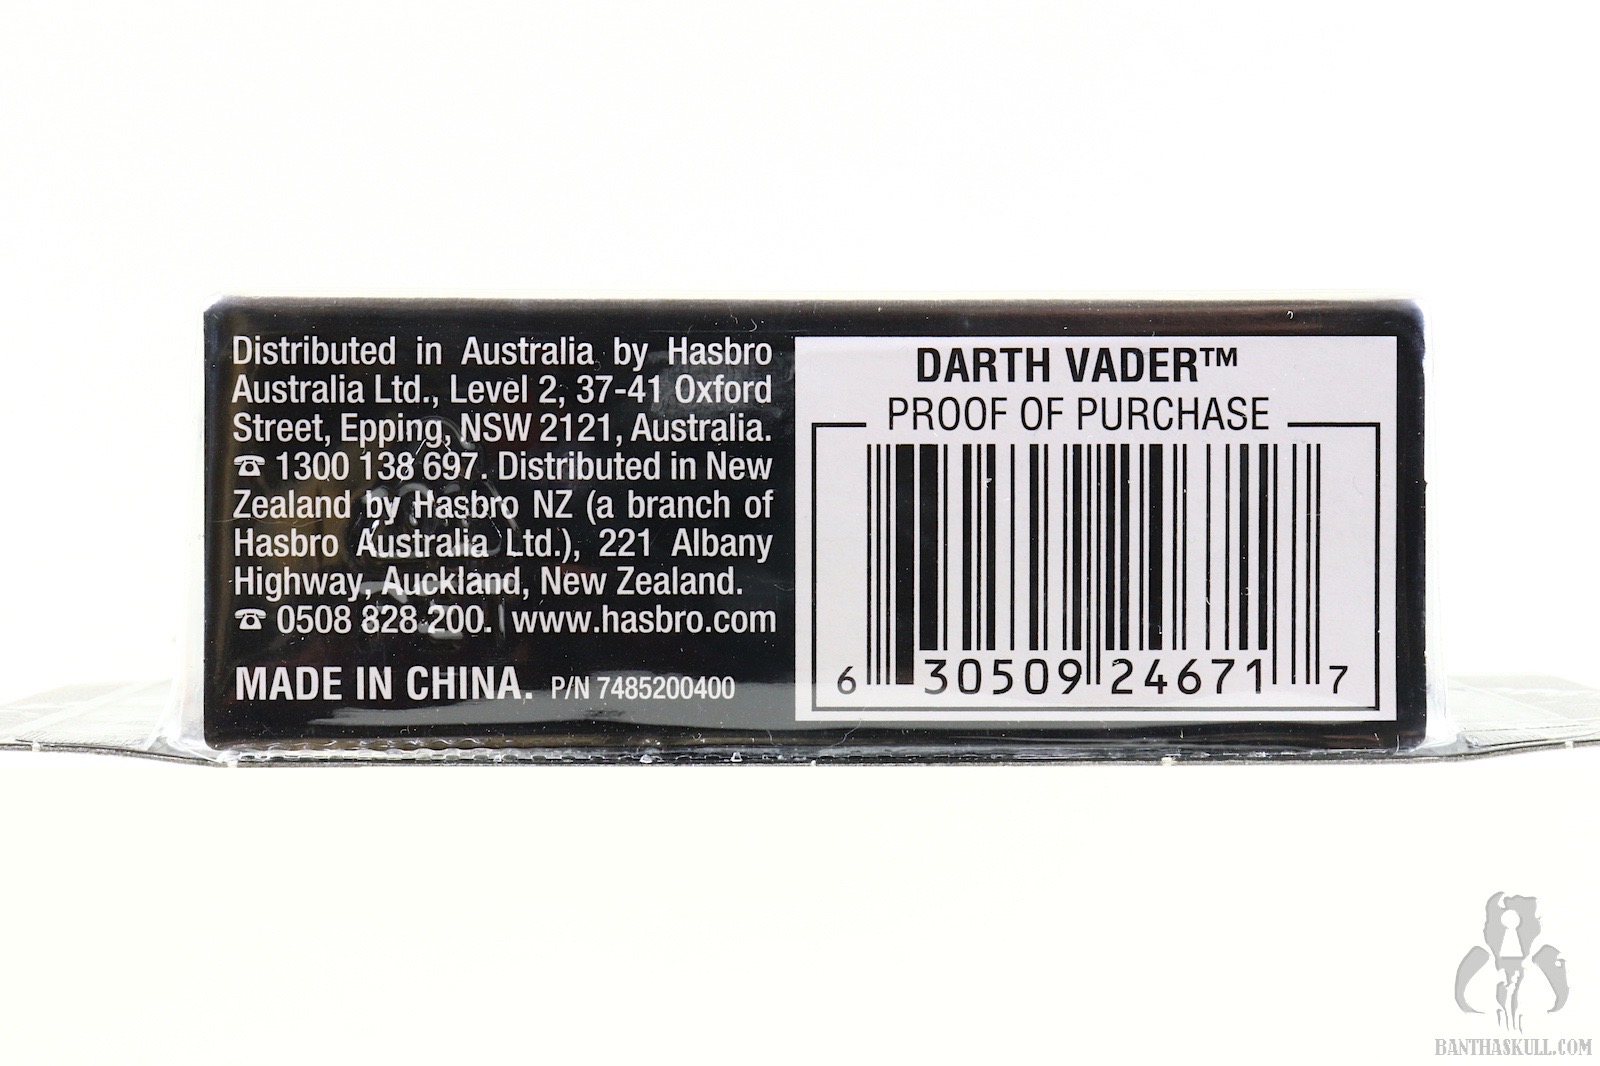 Distributed in Australia by Hasbro
Australia Ltd., Level 2, 37-41 Oxford
Street, Epping, NSW 2121, Australia.
☎ 1300 138 697. Distributed in New
Zealand by Hasbro NZ (a branch of
Hasbro Australia Ltd.), 221 Albany
Highway, Auckland, New Zealand.
☎ 0508 828 200. www.hasbro.com
MADE IN CHINA. P/N 7485200400
DARTH VADER™
PROOF OF PURCHASE
6 30509 24671 7
BANTHASKULL.COM